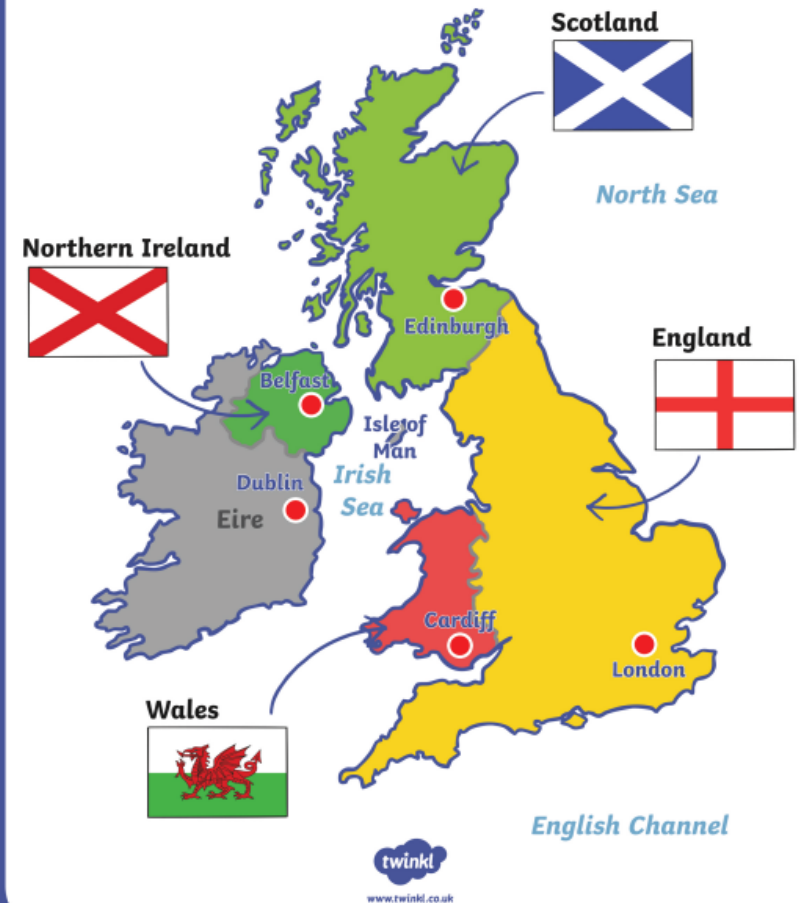 Scotland
North Sea
Northern Ireland
Edinburgh
England
Belfast
Isle of
Man
Irish
Sea
Dublin
Eire
Cardiff
London
Wales
English Channel
twinkl
www.twinkl.co.uk